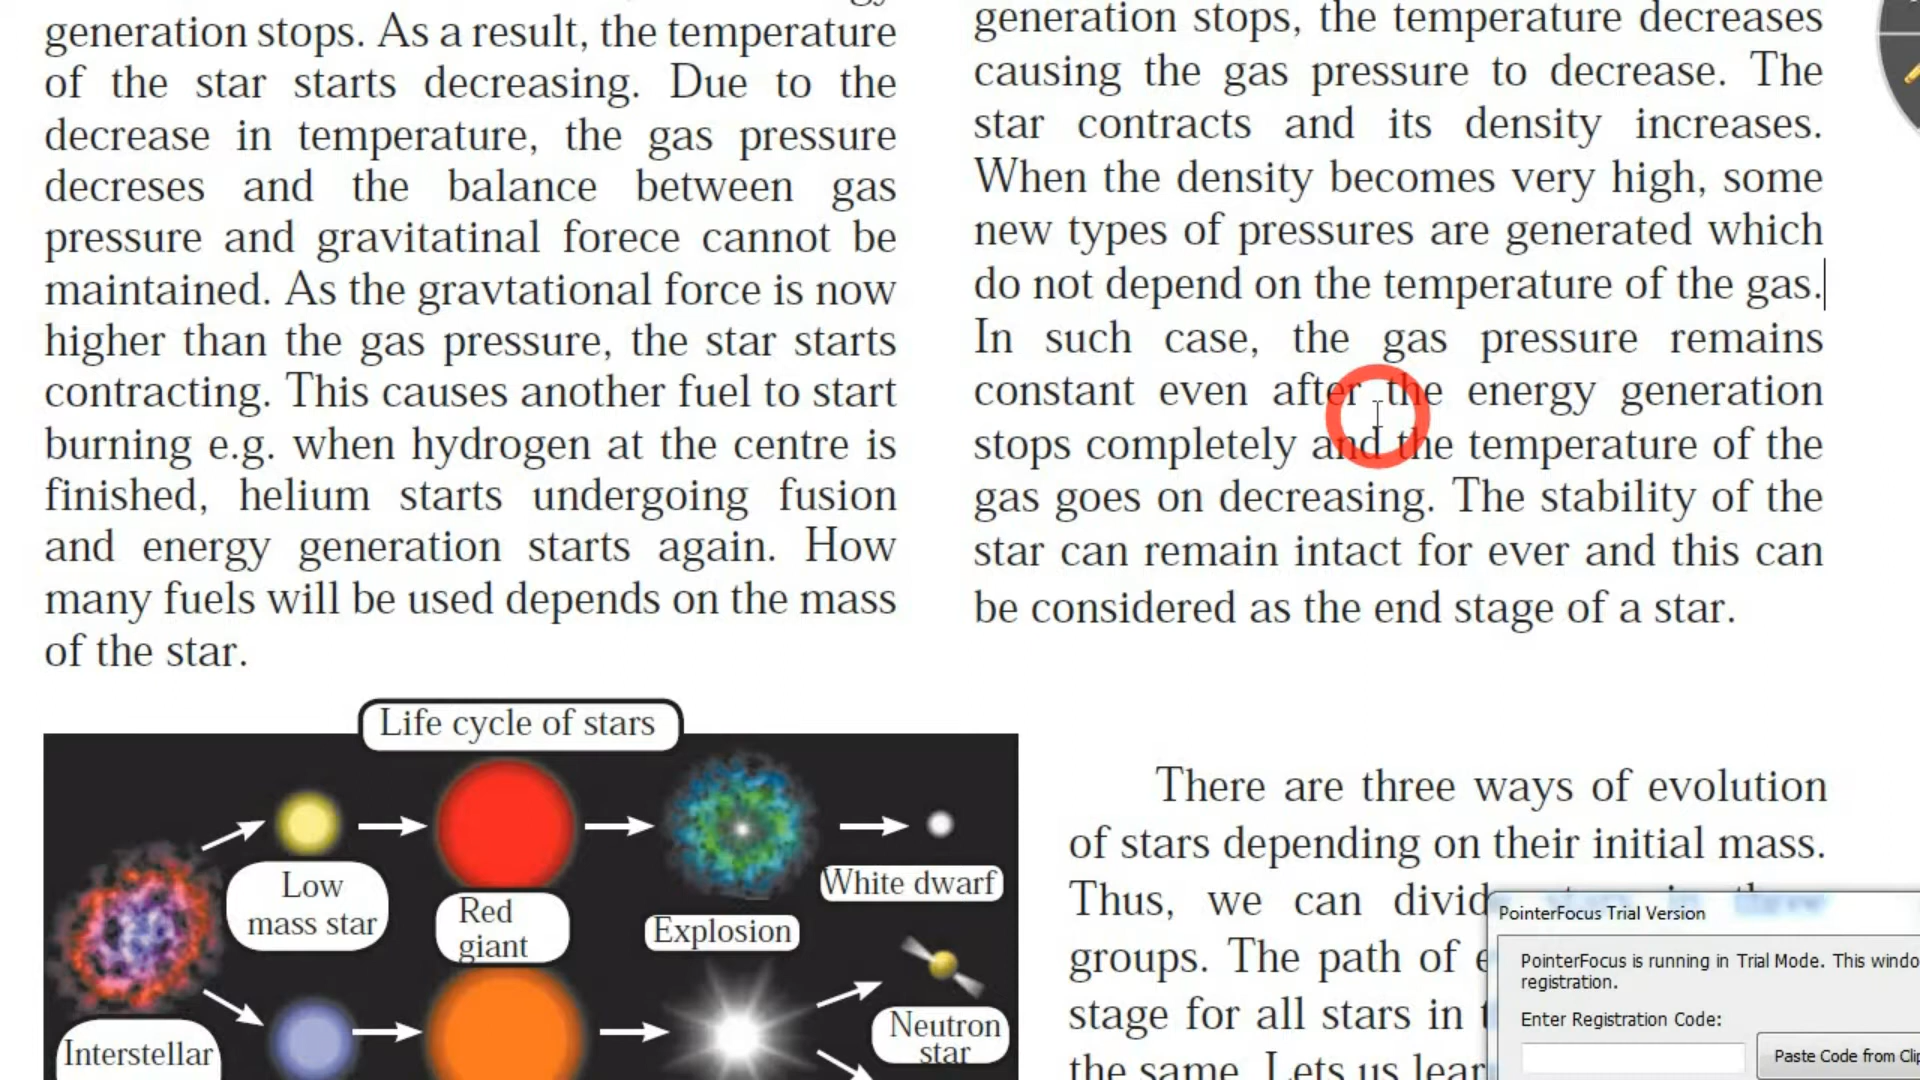 generation stops. As a result, the temperature
of the star starts decreasing. Due to the
decrease in temperature, the gas pressure
decreses and the balance between gas
pressure and gravitatinal forece cannot be
maintained. As the gravtational force is now
higher than the gas pressure, the star starts
contracting. This causes another fuel to start
burning e.g. when hydrogen at the centre is
finished, helium starts undergoing fusion
and energy generation starts again. How
many fuels will be used depends on the mass
of the star.
generation stops, the temperature decreases
causing the gas pressure to decrease. The
star contracts and its density increases.
When the density becomes very high, some
new types of pressures are generated which
do not depend on the temperature of the gas.
In such case, the gas pressure remains
constant even after the energy generation
stops completely and the temperature of the
gas goes on decreasing. The stability of the
star can remain intact for ever and this can
be considered as the end stage of a star.
Life cycle of stars
Low
mass star
Red
giant
Explosion
White dwarf
Neutron
star
Interstellar
There are three ways of evolution
of stars depending on their initial mass.
Thus, we can divide stars in three
groups. The path of
stage for all stars in
the same. Lets us lear
PointerFocus Trial Version
PointerFocus is running in Trial Mode. This windo
registration.
Enter Registration Code:
Paste Code from Clip